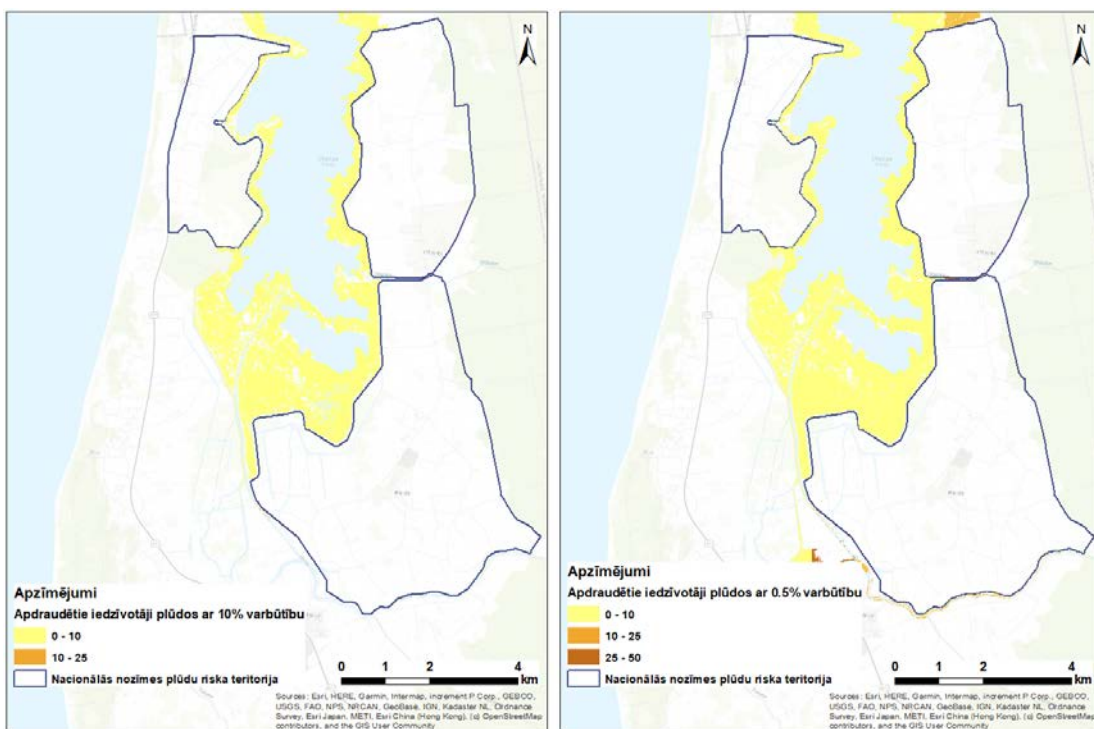 N
Apzīmējumi
Apdraudētie iedzīvotāji plūdos ar 10% varbūtību
0 - 10
10 - 25
Nacionālās nozīmes plūdu riska teritorija
0 1 2 4
km
Sources: Esri, HERE, Garmin, Intermap, increment P Corp., GEBCO,
USGS, FAO, NPS, NRCAN, GeoBase, IGN, Kadaster NL, Ordnance
Survey, Esri Japan, METI, Esri China (Hong Kong), (c) OpenStreetMap
contributors, and the GIS User Community
N
Apzīmējumi
Apdraudētie iedzīvotāji plūdos ar 0.5% varbūtību
0 - 10
10 - 25
25 - 50
Nacionālās nozīmes plūdu riska teritorija
0 1 2 4
km
Sources: Esri, HERE, Garmin, Intermap, increment P Corp., GEBCO,
USGS, FAO, NPS, NRCAN, GeoBase, IGN, Kadaster NL, Ordnance
Survey, Esri Japan, METI, Esri China (Hong Kong), (c) OpenStreetMap
contributors, and the GIS User Community